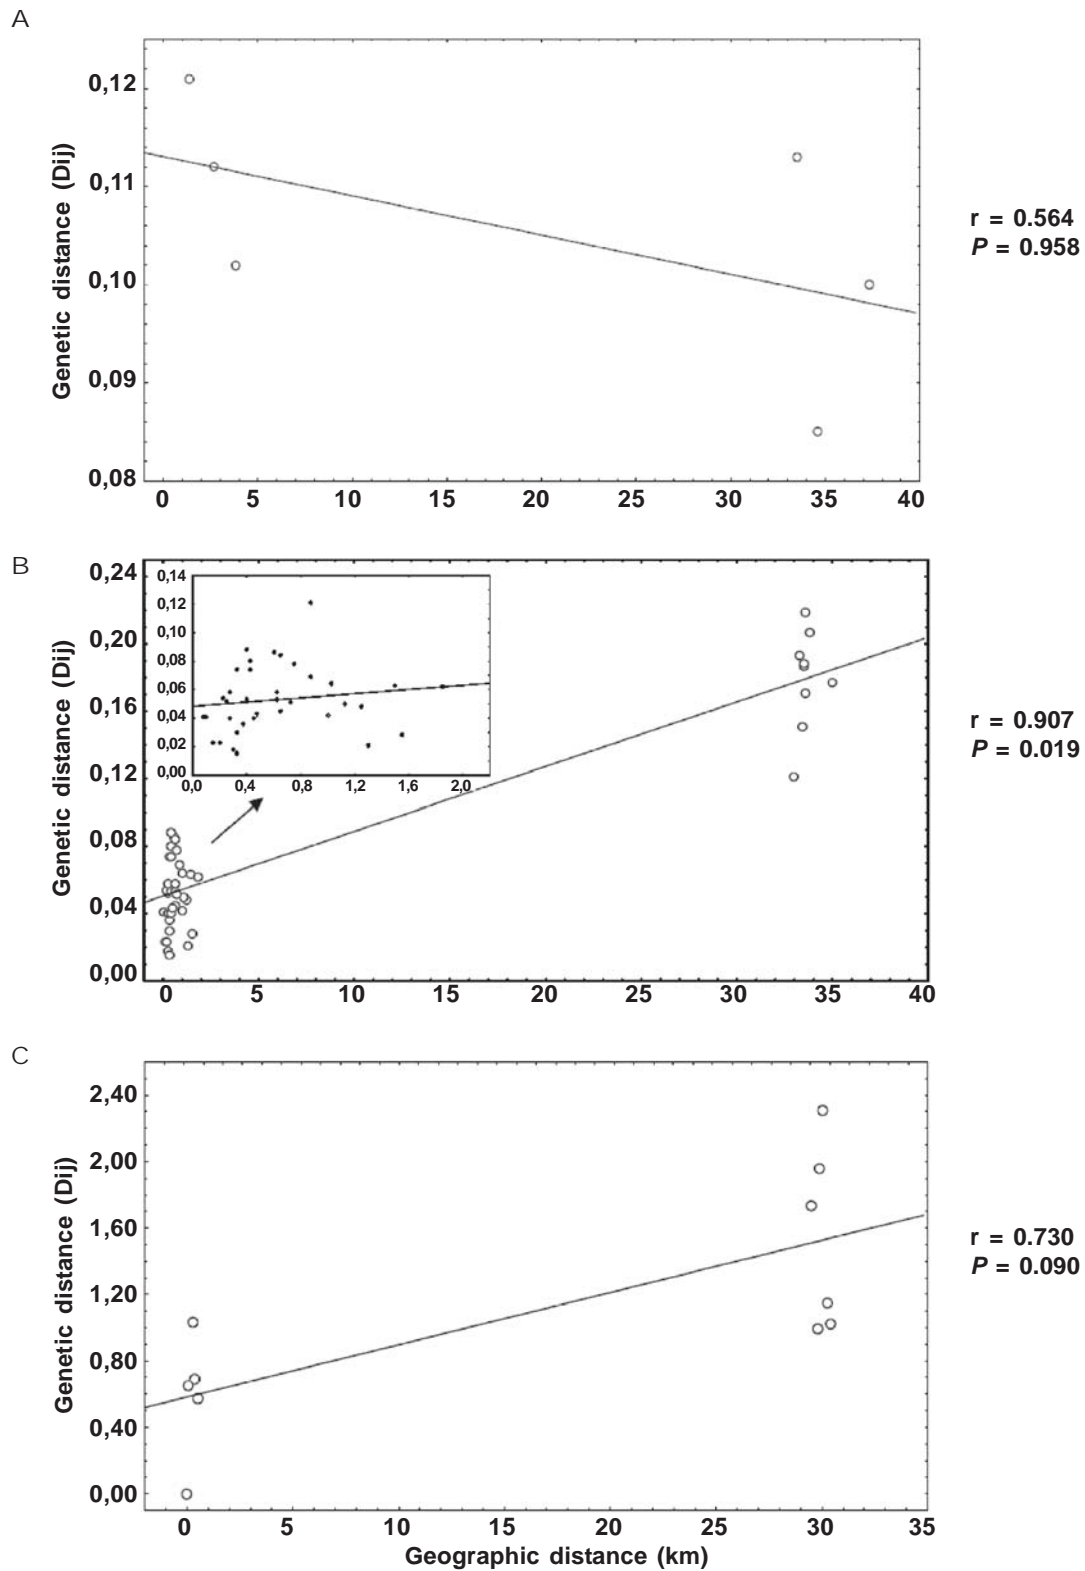 A
0,12
0,11
0,10
0,09
0,08
Genetic distance (Dij)
0 5 10 15 20 25 30 35 40
r = 0.564
P = 0.958
B
0,24
0,20
0,16
0,12
0,08
0,04
0,00
Genetic distance (Dij)
0,14
0,12
0,10
0,08
0,06
0,04
0,02
0,00
0,0 0,4 0,8 1,2 1,6 2,0
0 5 10 15 20 25 30 35 40
r = 0.907
P = 0.019
C
2,40
2,00
1,60
1,20
0,80
0,40
0,00
Genetic distance (Dij)
0 5 10 15 20 25 30 35
Geographic distance (km)
r = 0.730
P = 0.090